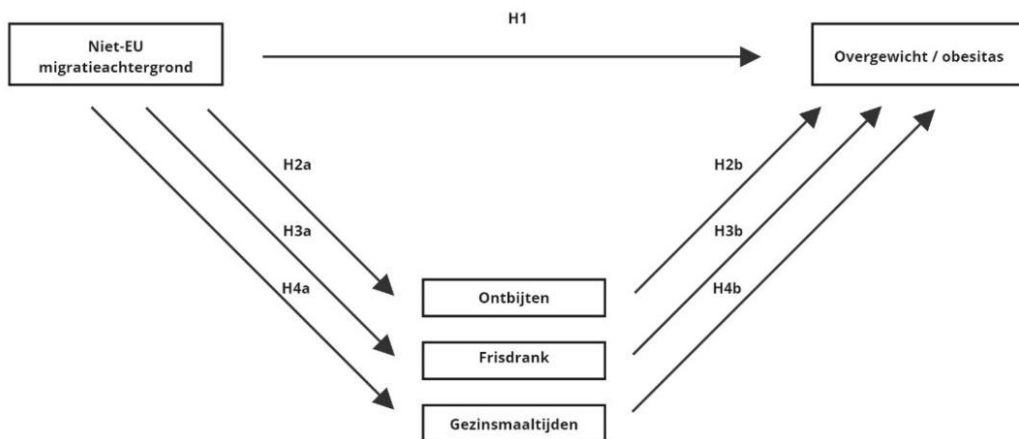 H1
Niet-EU
migratieachtergrond
Overgewicht / obesitas
H2a
H2b
H3a
H3b
H4a
H4b
Ontbijten
Frisdrank
Gezinsmaaltijden